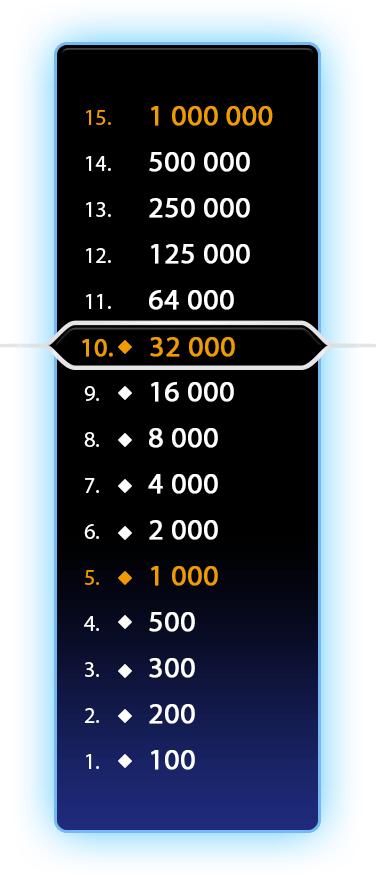 15. 1 000 000
14. 500 000
13. 250 000
12. 125 000
11. 64 000
10. ◆ 32 000
9. ◆ 16 000
8. ◆ 8 000
7. ◆ 4 000
6. ◆ 2 000
5. ◆ 1 000
4. ◆ 500
3. ◆ 300
2. ◆ 200
1. ◆ 100